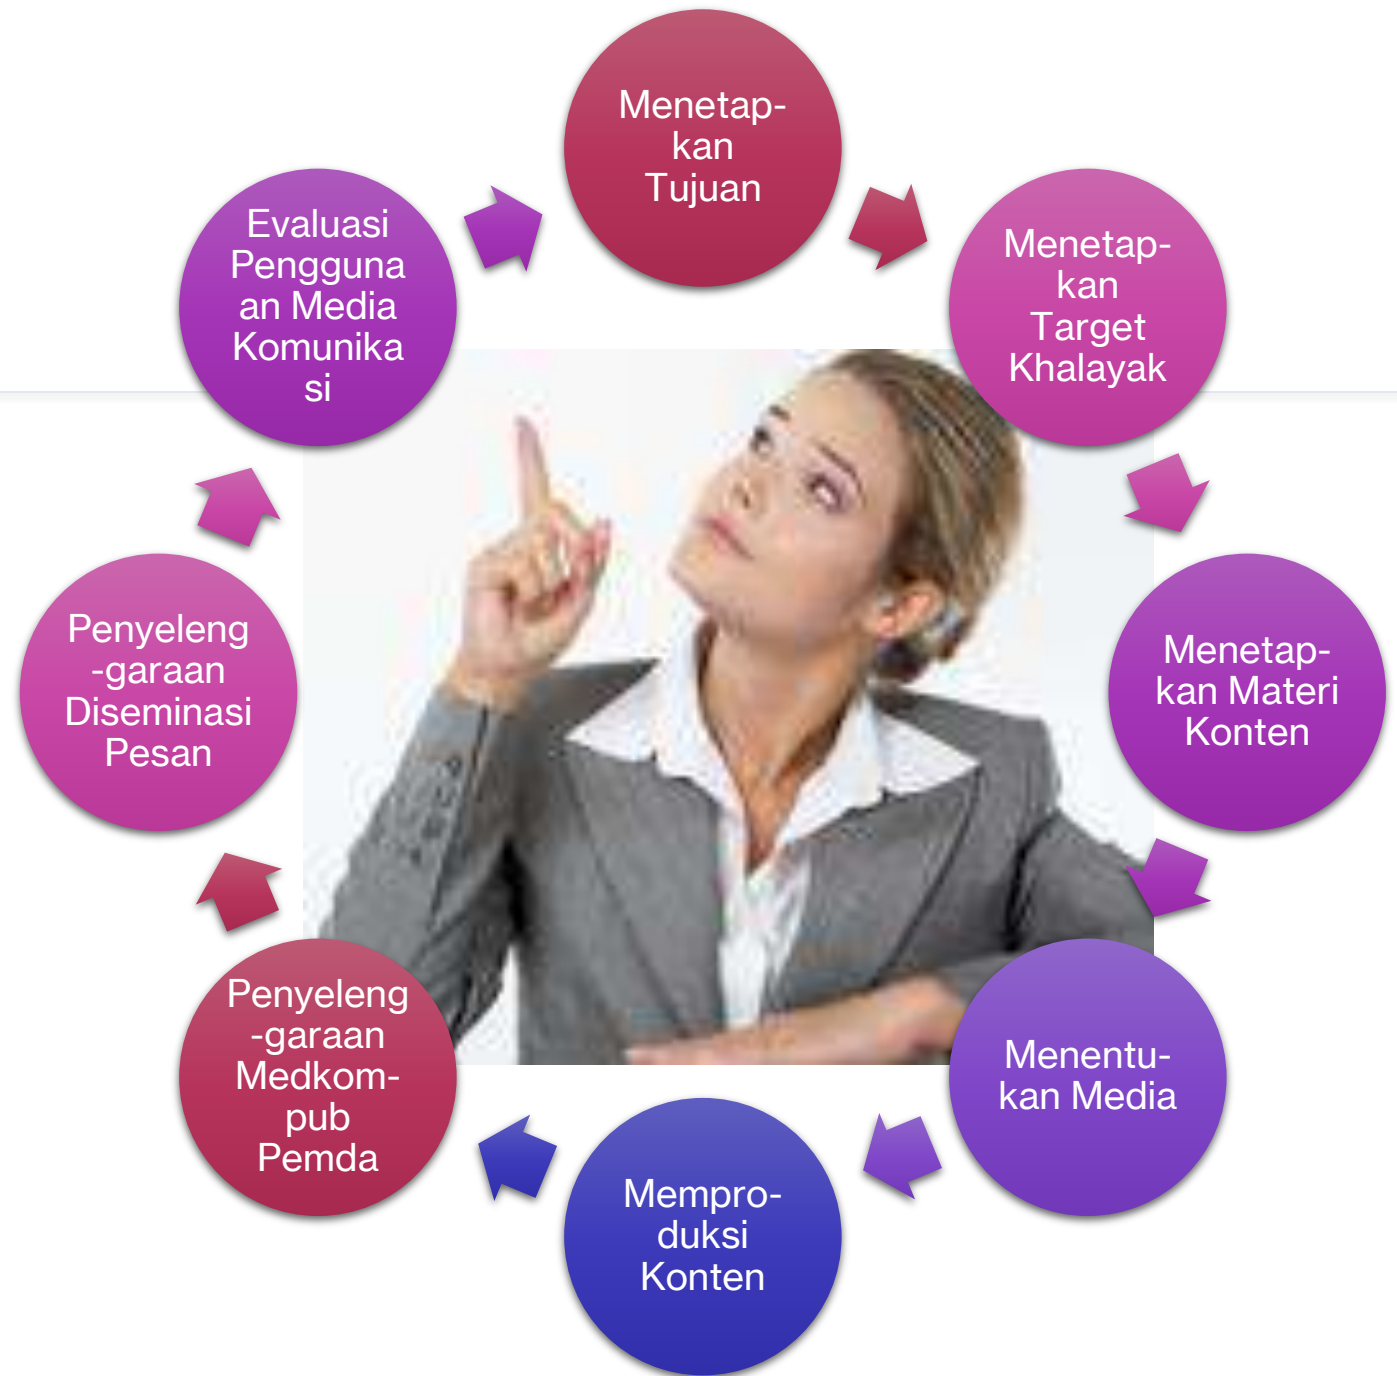 Menetap-
kan
Tujuan
Menetap-
kan
Target
Khalayak
Menetap-
kan Materi
Konten
Menentu-
kan Media
Mempro-
duksi
Konten
Penyeleng
-garaan
Medkom-
pub
Pemda
Penyeleng
-garaan
Diseminasi
Pesan
Evaluasi
Pengguna
an Media
Komunika
si